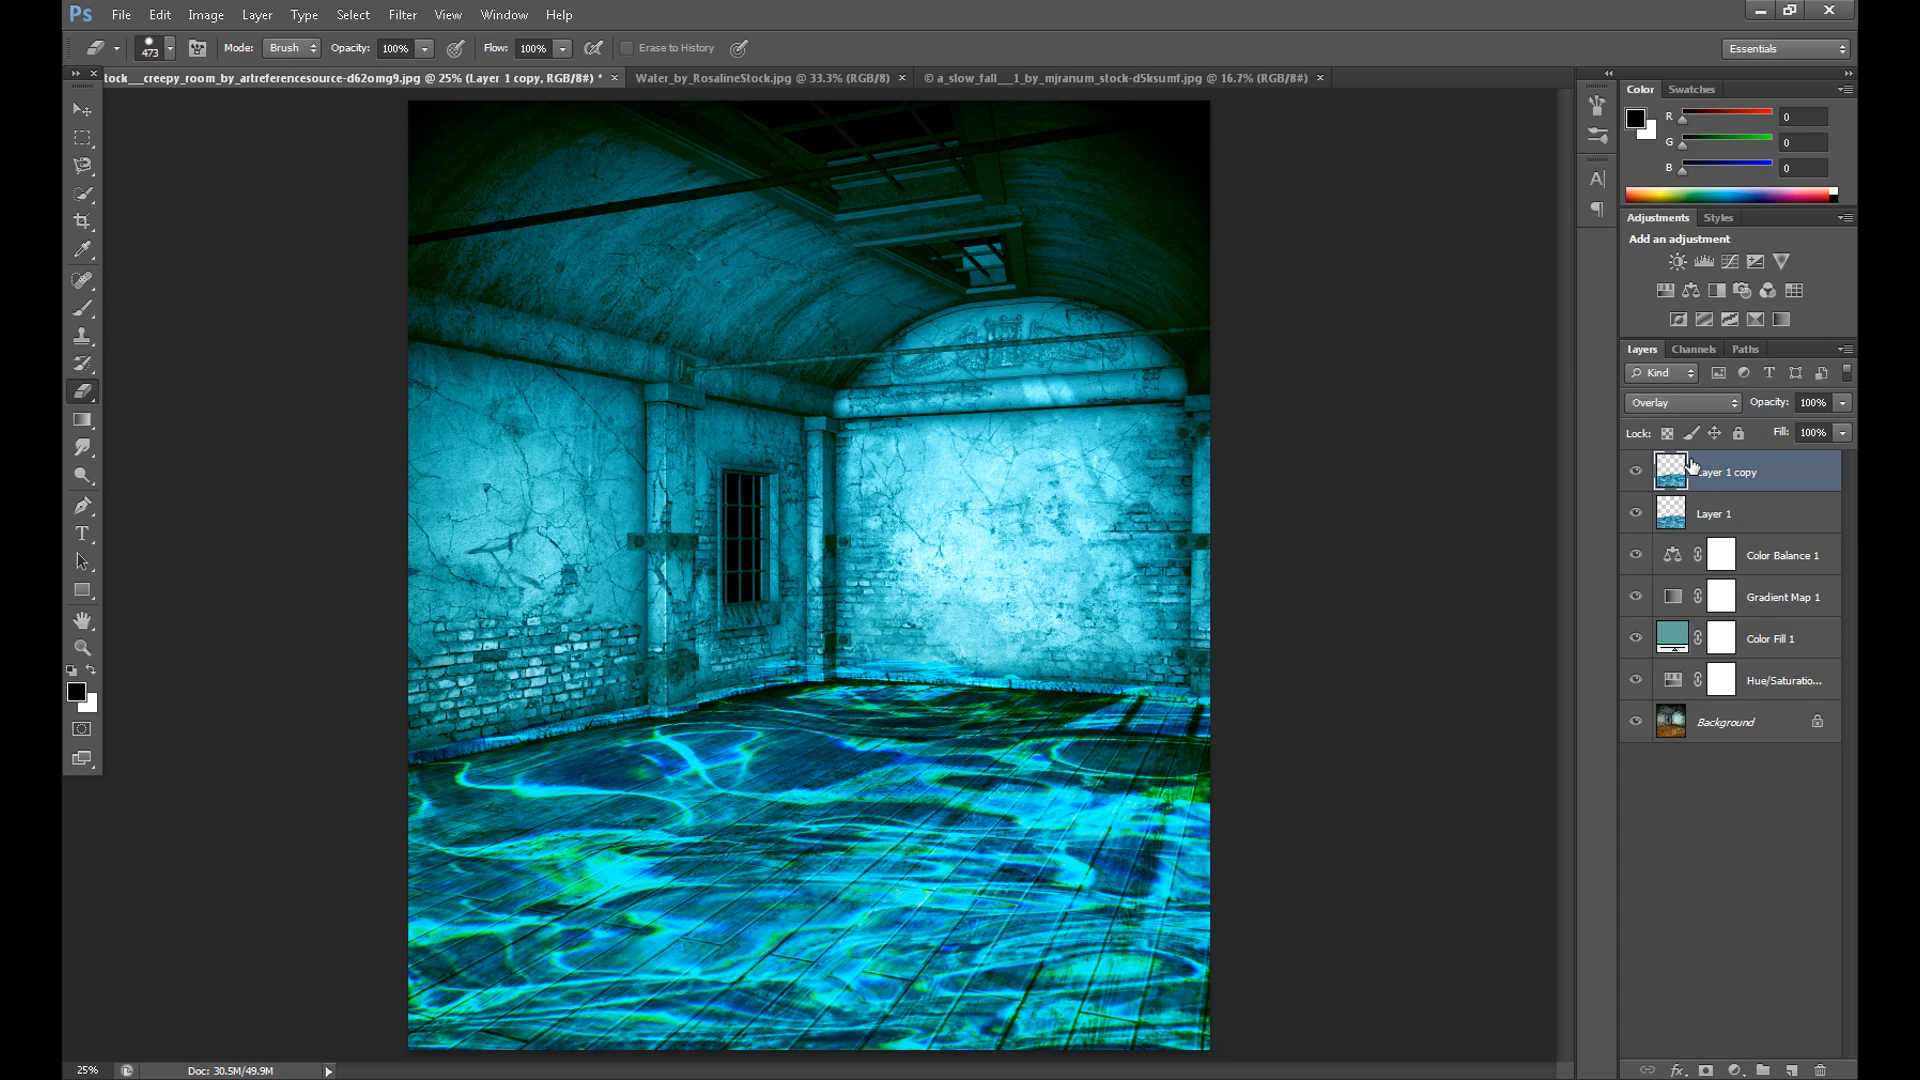 Ps File Edit Image Layer Type Select Filter View Window Help
473 Mode: Brush Opacity: 100% Flow: 100% Erase to History Essentials
tock___creepy_room_by_artreferencesource-d62omg9.jpg @ 25% (Layer 1 copy, RGB/8#) * × Water_by_RosalineStock.jpg @ 33.3% (RGB/8) × © a_slow_fall___1_by_mjranum_stock-d5ksumf.jpg @ 16.7% (RGB/8#) ×
Color Swatches
R 0
G 0
B 0
Adjustments Styles
Add an adjustment
Layers Channels Paths
Kind
Overlay Opacity: 100%
Lock: Fill: 100%
ayer 1 copy
Layer 1
Color Balance 1
Gradient Map 1
Color Fill 1
Hue/Saturatio...
Background
25% Doc: 30.5M/49.9M